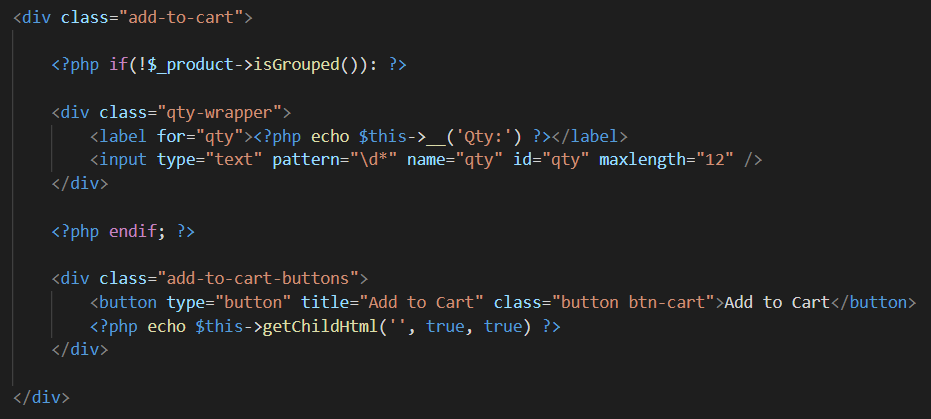 <div class="add-to-cart">
<?php if(!$_product->isGrouped()): ?>
<div class="qty-wrapper">
<label for="qty"><?php echo $this->__('Qty:') ?></label>
<input type="text" pattern="\d*" name="qty" id="qty" maxlength="12" />
</div>
<?php endif; ?>
<div class="add-to-cart-buttons">
<button type="button" title="Add to Cart" class="button btn-cart">Add to Cart</button>
<?php echo $this->getChildHtml('', true, true) ?>
</div>
</div>